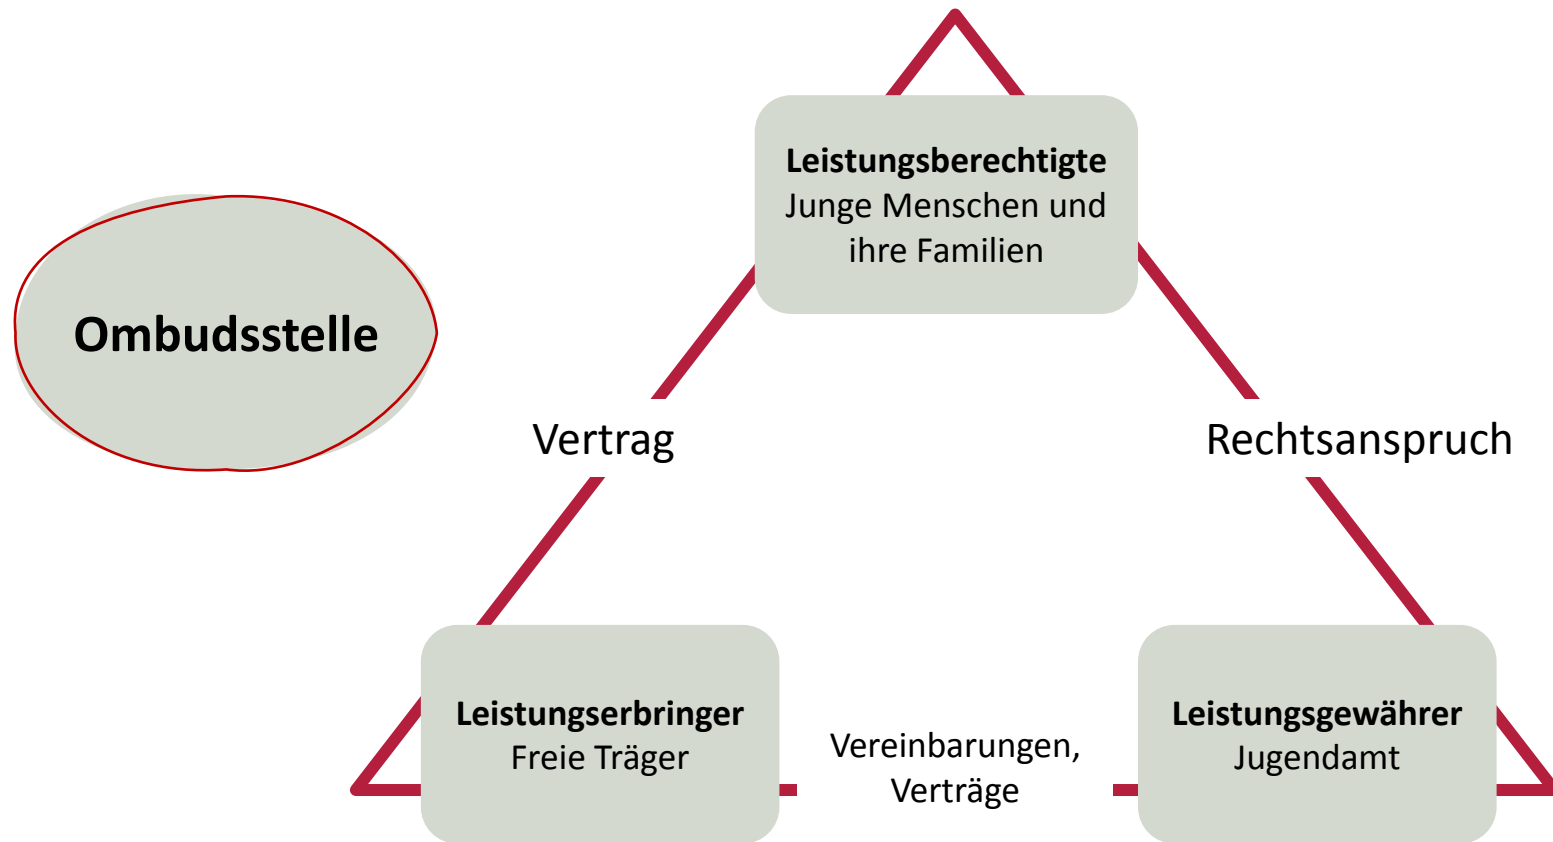 Leistungsberechtigte
Junge Menschen und
ihre Familien
Ombudsstelle
Vertrag
Rechtsanspruch
Leistungserbringer
Freie Träger
Vereinbarungen,
Verträge
Leistungsgewährer
Jugendamt